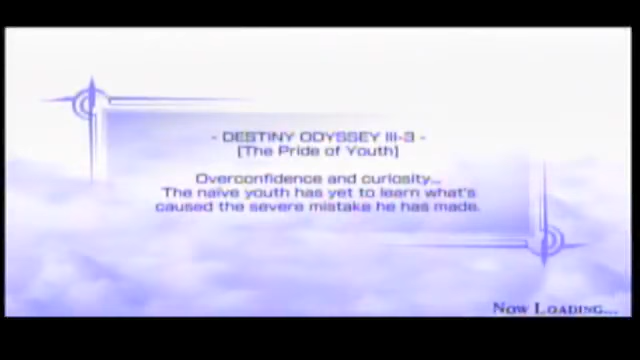 - DESTINY ODYSSEY III-3 -
[The Pride of Youth]
Overconfidence and curiosity...
The naive youth has yet to learn what's
caused the severe mistake he has made.
Now Loading...